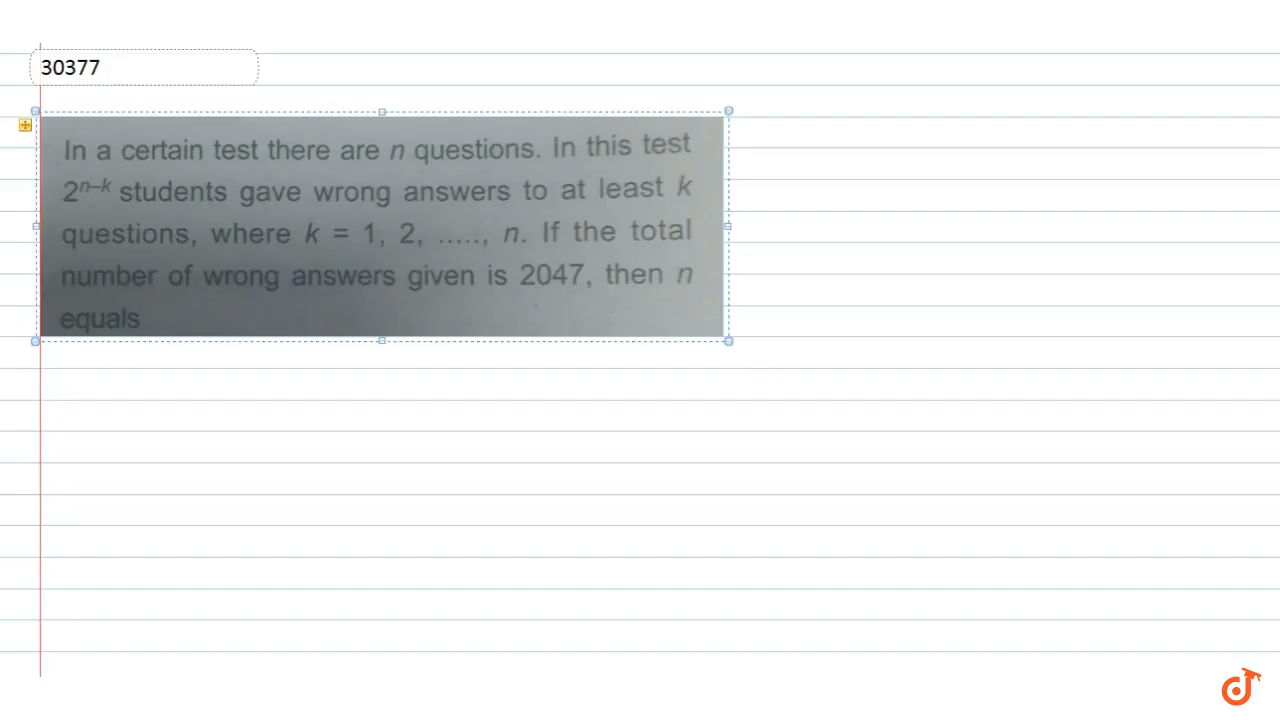 30377
In a certain test there are n questions. In this test
2^{n–k} students gave wrong answers to at least k
questions, where k = 1, 2, ....., n. If the total
number of wrong answers given is 2047, then n
equals